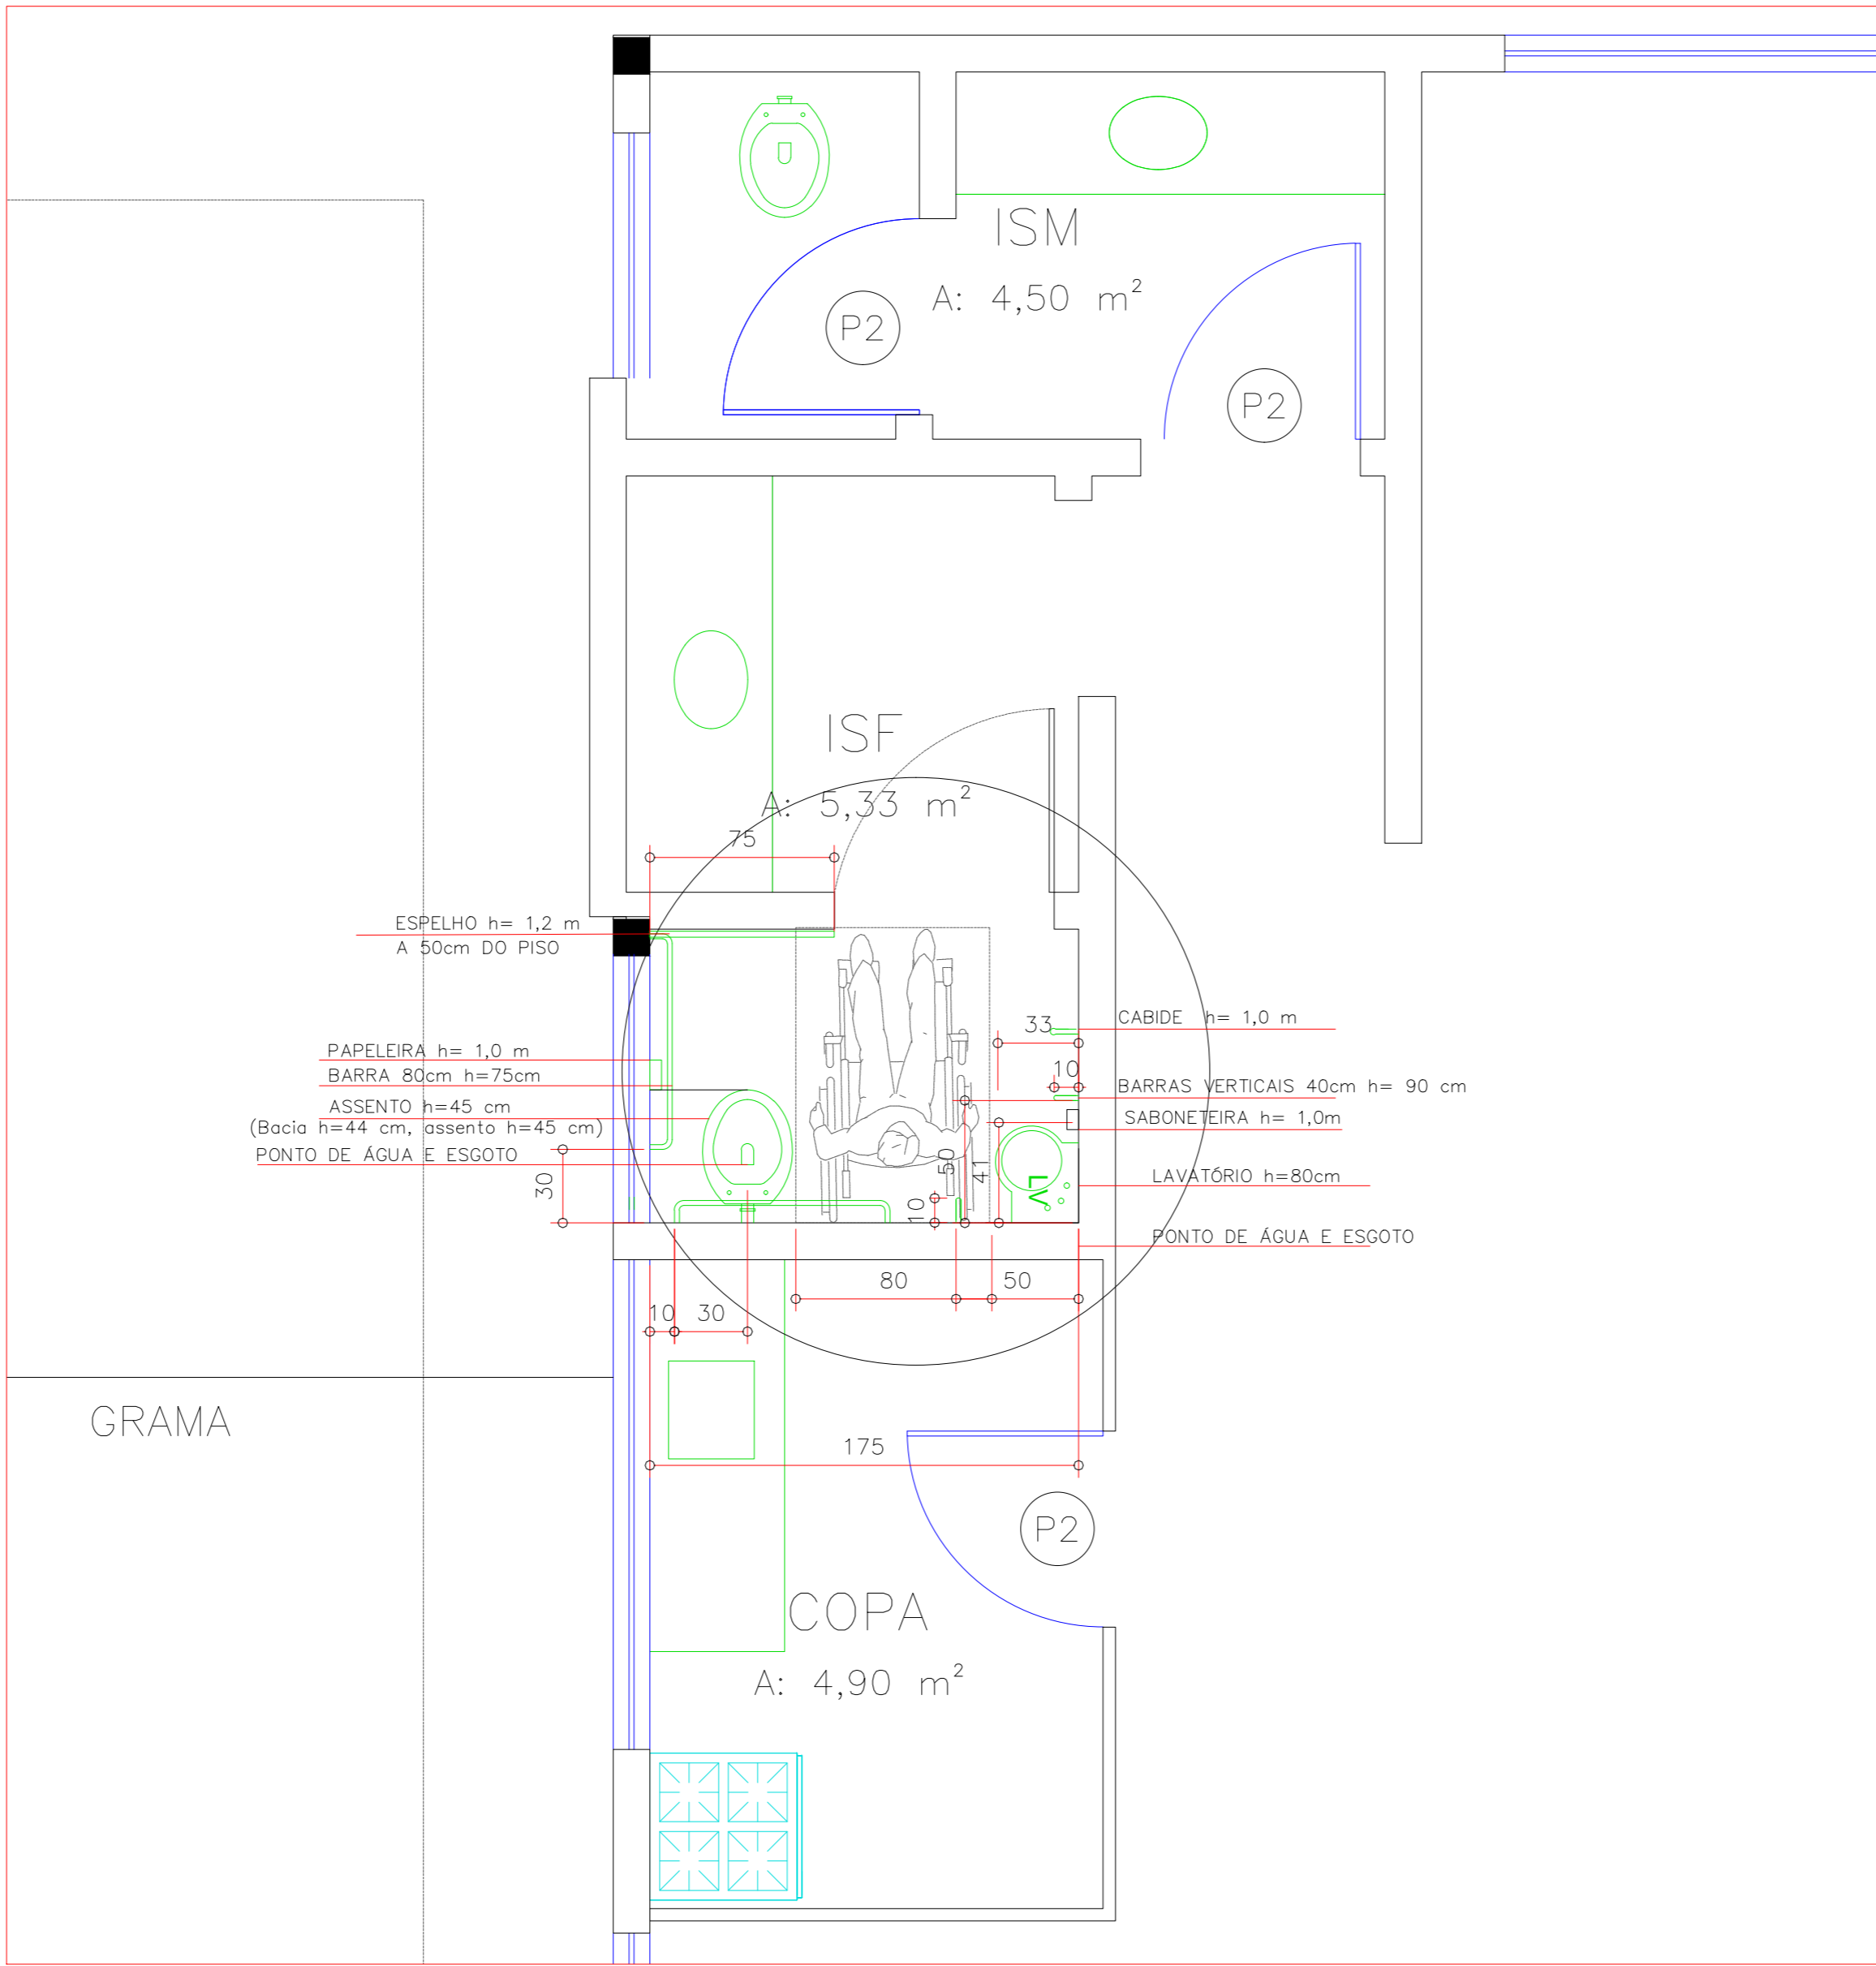 ISM
A: 4,50 m²
P2
P2
ISF
A: 5,33 m²
75
ESPELHO h= 1,2 m
A 50cm DO PISO
PAPELEIRA h= 1,0 m
BARRA 80cm h=75cm
ASSENTO h=45 cm
(Bacia h=44 cm, assento h=45 cm)
PONTO DE ÁGUA E ESGOTO
30
33
10
CABIDE h= 1,0 m
BARRAS VERTICAIS 40cm h= 90 cm
SABONETEIRA h= 1,0m
50
41
10
LV
LAVATÓRIO h=80cm
PONTO DE ÁGUA E ESGOTO
80
50
10
30
GRAMA
175
P2
COPA
A: 4,90 m²